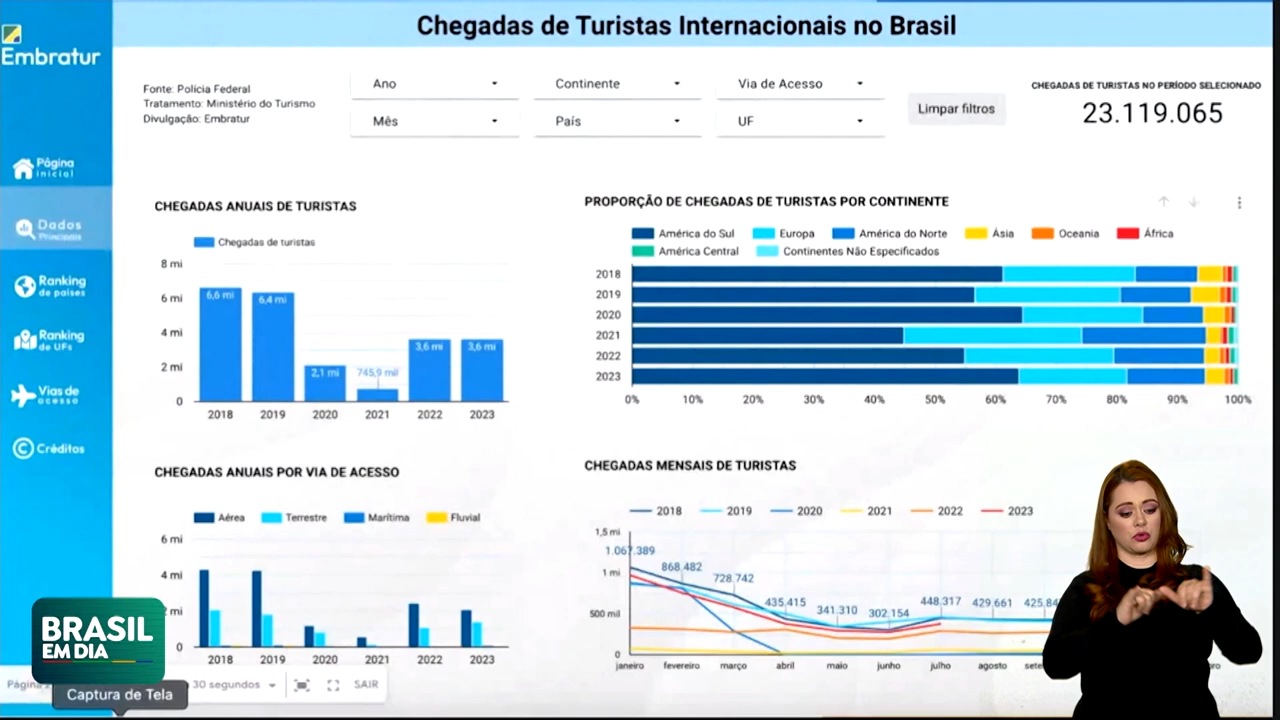 Chegadas de Turistas Internacionais no Brasil
Embratur
Fonte: Polícia Federal
Tratamento: Ministério do Turismo
Divulgação: Embratur
Ano
Continente
Via de Acesso
Mês
País
UF
Limpar filtros
CHEGADAS DE TURISTAS NO PERÍODO SELECIONADO
23.119.065
Página
inicial
Dados
Principais
Ranking
de países
Ranking
de UFs
Vias de
acesso
Créditos
CHEGADAS ANUAIS DE TURISTAS
Chegadas de turistas
8 mi
6 mi
4 mi
2 mi
0
6,6 mi
6,4 mi
2,1 mi
745,9 mil
3,6 mi
3,6 mi
2018 2019 2020 2021 2022 2023
PROPORÇÃO DE CHEGADAS DE TURISTAS POR CONTINENTE
América do Sul Europa América do Norte Ásia Oceania África
América Central Continentes Não Especificados
2018
2019
2020
2021
2022
2023
0% 10% 20% 30% 40% 50% 60% 70% 80% 90% 100%
CHEGADAS ANUAIS POR VIA DE ACESSO
Aérea Terrestre Marítima Fluvial
6 mi
4 mi
mi
0
2018 2019 2020 2021 2022 2023
CHEGADAS MENSAIS DE TURISTAS
2018 2019 2020 2021 2022 2023
1,5 mi
1 mi
500 mil
0
1.067.389
868.482
728.742
435.415
341.310
302.154
448.317
429.661
janeiro fevereiro março abril maio junho julho agosto
BRASIL
EM DIA
Página
30 segundos
SAIR
Captura de Tela